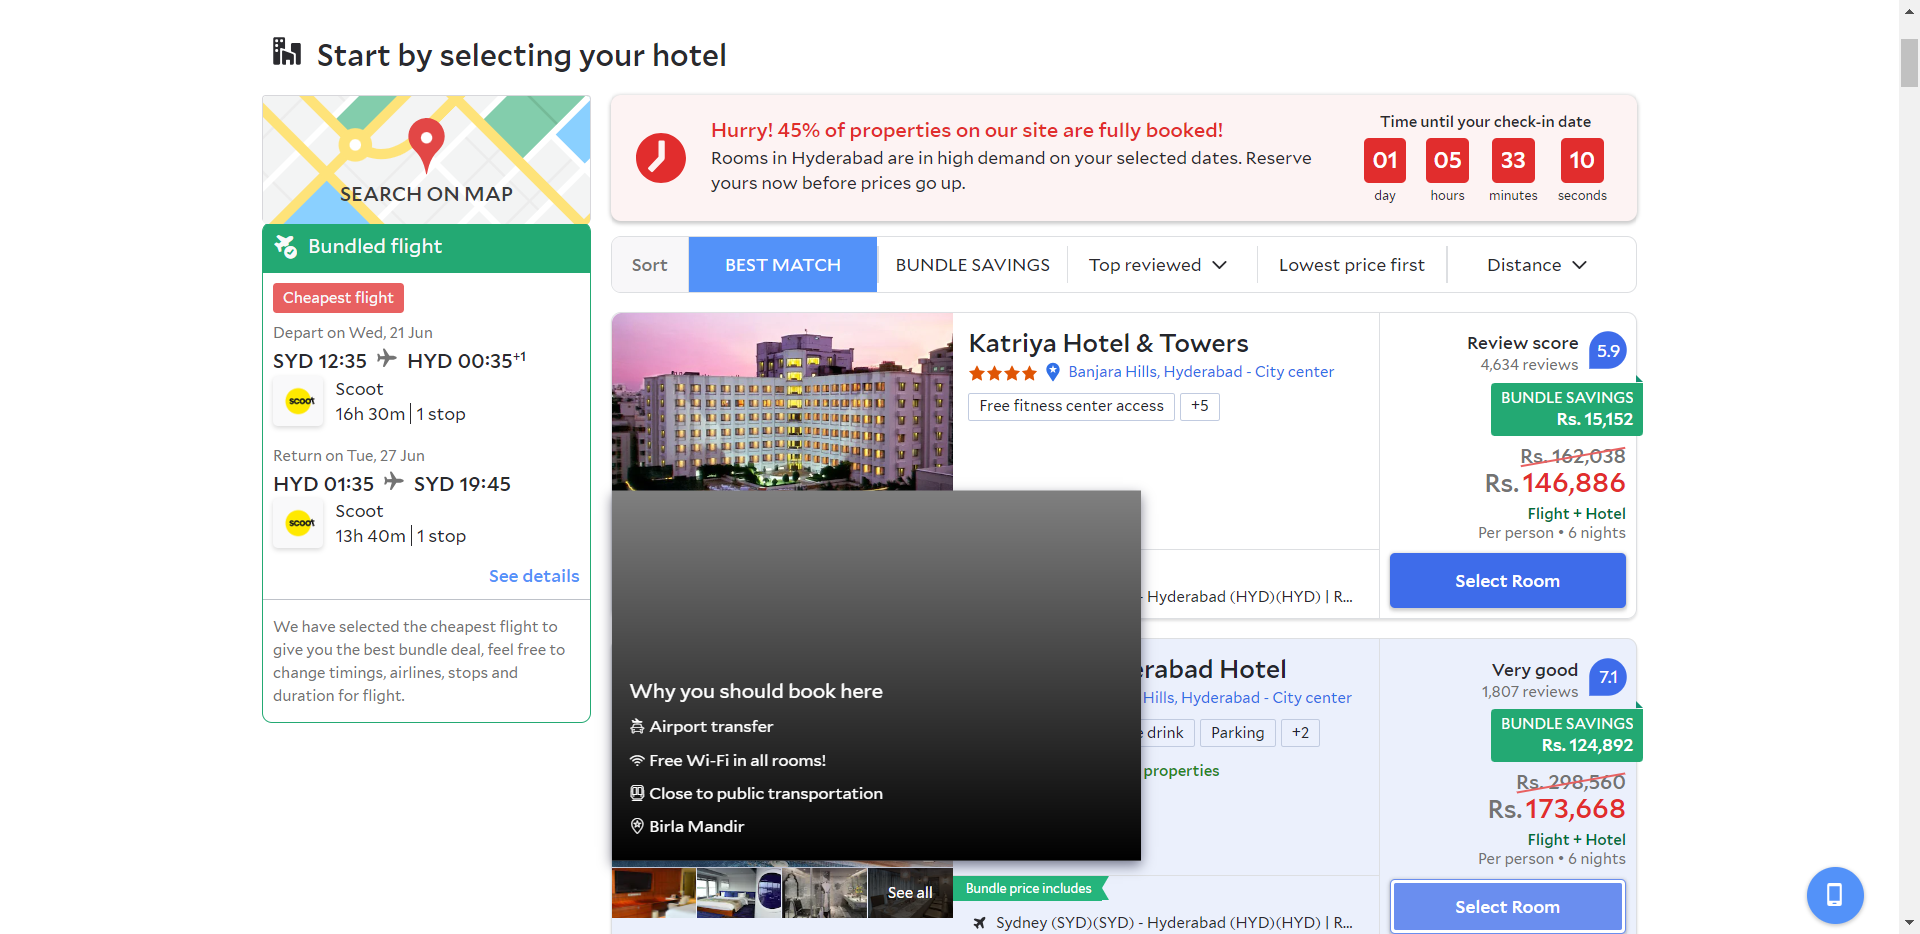 Start by selecting your hotel
SEARCH ON MAP
Bundled flight
Cheapest flight
Depart on Wed, 21 Jun
SYD 12:35 HYD 00:35+1
scoot
Scoot
16h 30m | 1 stop
Return on Tue, 27 Jun
HYD 01:35 SYD 19:45
scoot
Scoot
13h 40m | 1 stop
See details
We have selected the cheapest flight to
give you the best bundle deal, feel free to
change timings, airlines, stops and
duration for flight.
Hurry! 45% of properties on our site are fully booked!
Rooms in Hyderabad are in high demand on your selected dates. Reserve
yours now before prices go up.
Time until your check-in date
01 05 33 10
day hours minutes seconds
Sort BEST MATCH BUNDLE SAVINGS Top reviewed Lowest price first Distance
Katriya Hotel & Towers
Banjara Hills, Hyderabad - City center
Free fitness center access +5
Review score 5.9
4,634 reviews
BUNDLE SAVINGS
Rs. 15,152
Rs. 162,038
Rs. 146,886
Flight + Hotel
Per person • 6 nights
Select Room
- Hyderabad (HYD)(HYD) | R...
Why you should book here
Airport transfer
Free Wi-Fi in all rooms!
Close to public transportation
Birla Mandir
erabad Hotel
Hills, Hyderabad - City center
e drink Parking +2
properties
Very good 7.1
1,807 reviews
BUNDLE SAVINGS
Rs. 124,892
Rs. 298,560
Rs. 173,668
Flight + Hotel
Per person • 6 nights
Select Room
See all
Bundle price includes
Sydney (SYD)(SYD) - Hyderabad (HYD)(HYD) | R...